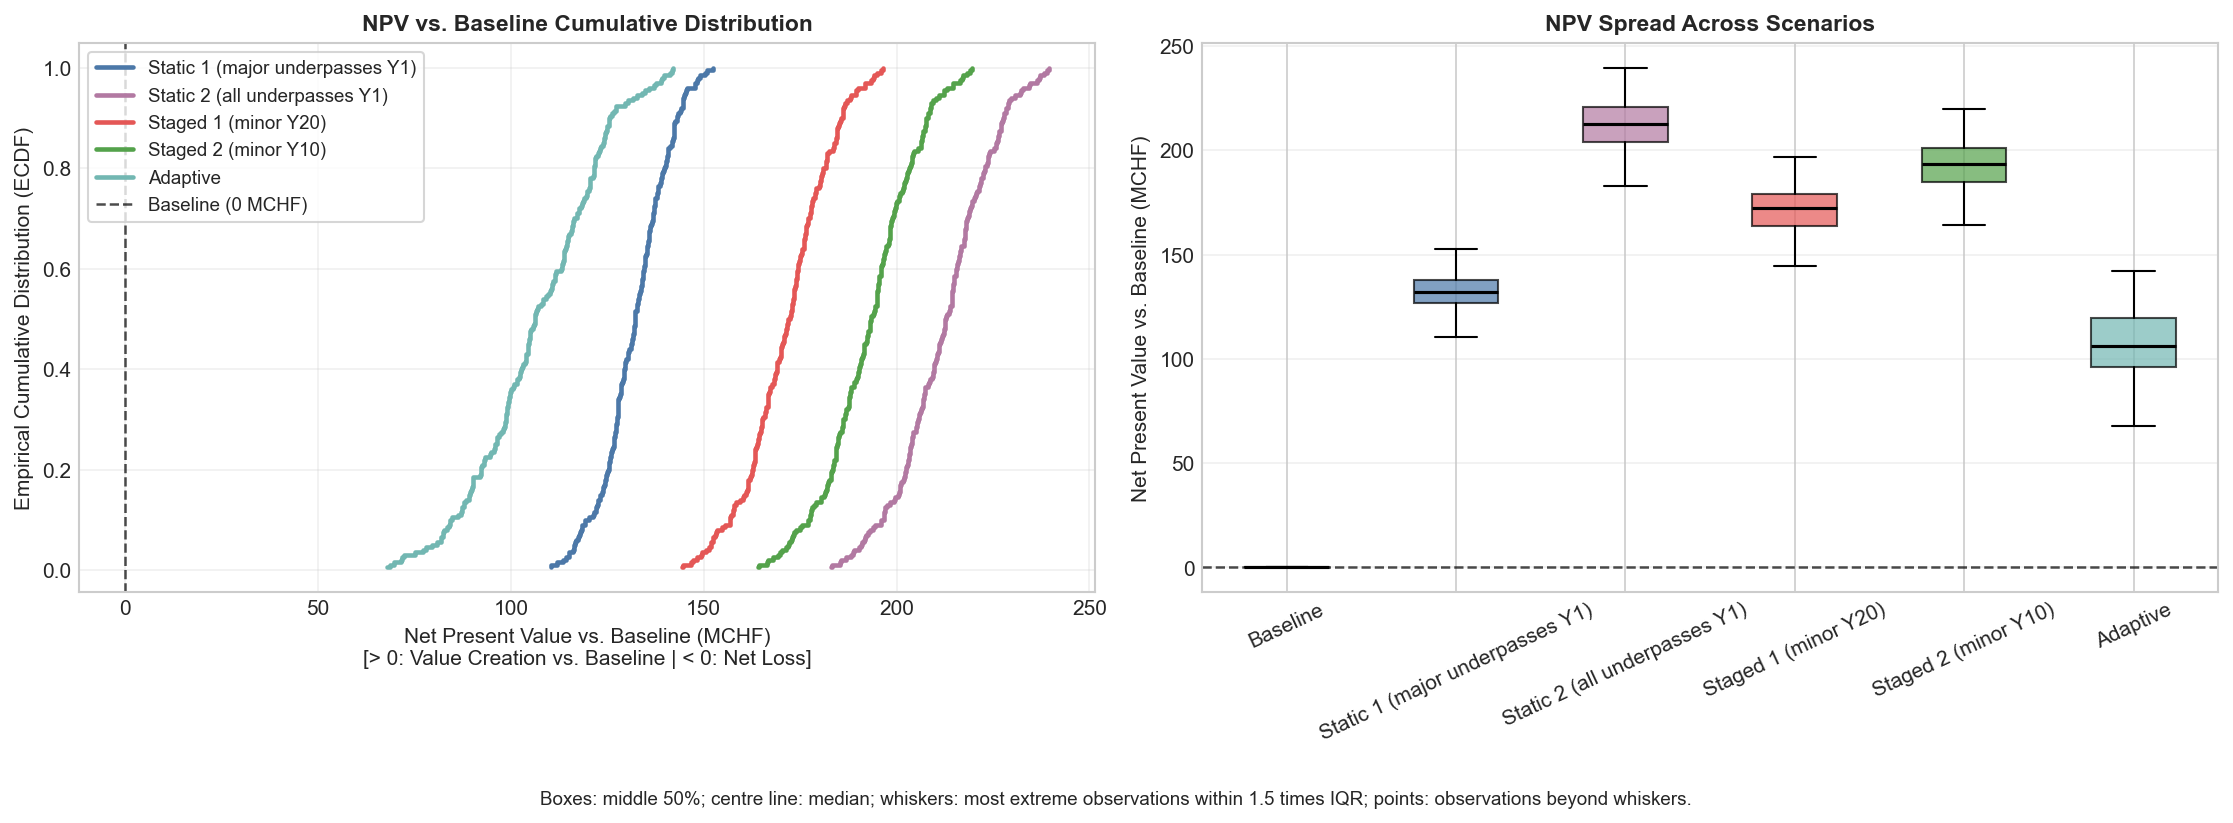 NPV vs. Baseline Cumulative Distribution
Empirical Cumulative Distribution (ECDF)
1.0
0.8
0.6
0.4
0.2
0.0
Static 1 (major underpasses Y1)
Static 2 (all underpasses Y1)
Staged 1 (minor Y20)
Staged 2 (minor Y10)
Adaptive
Baseline (0 MCHF)
0
50
100
150
200
250
Net Present Value vs. Baseline (MCHF)
[> 0: Value Creation vs. Baseline | < 0: Net Loss]
NPV Spread Across Scenarios
Net Present Value vs. Baseline (MCHF)
250
200
150
100
50
0
Baseline
Static 1 (major underpasses Y1)
Static 2 (all underpasses Y1)
Staged 1 (minor Y20)
Staged 2 (minor Y10)
Adaptive
Boxes: middle 50%; centre line: median; whiskers: most extreme observations within 1.5 times IQR; points: observations beyond whiskers.